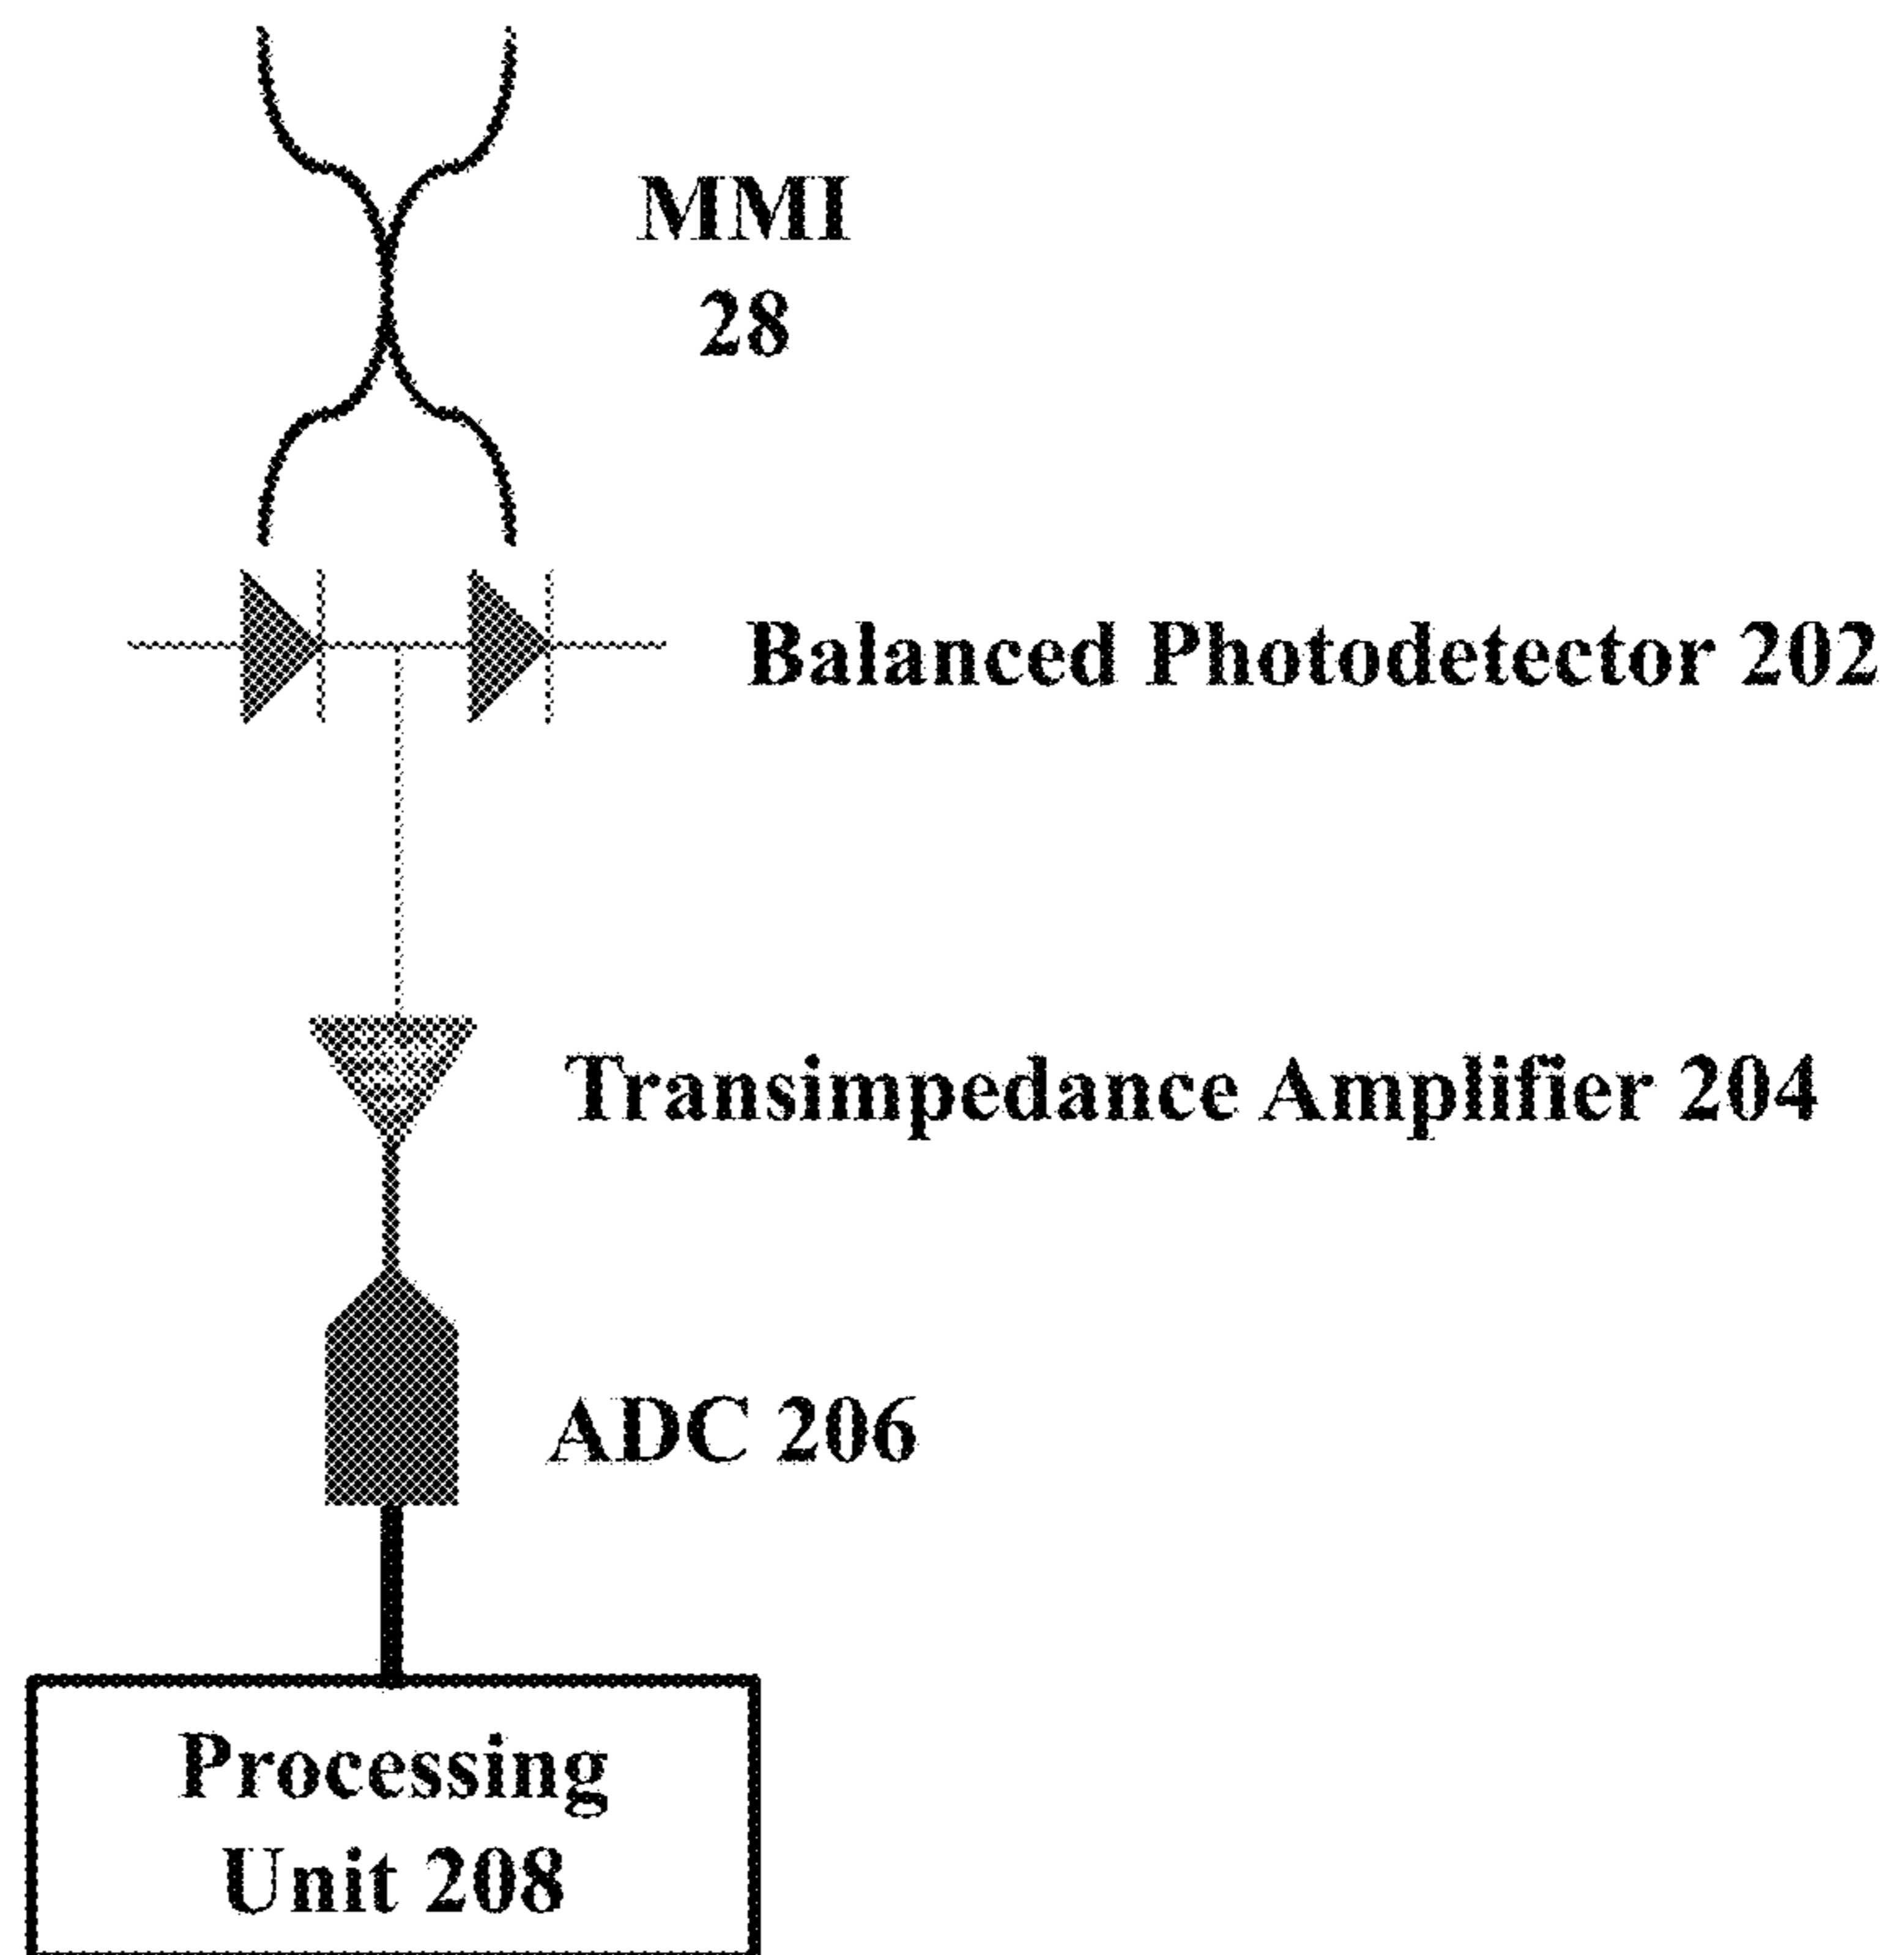 MMI
28
Balanced Photodetector 202
Transimpedance Amplifier 204
ADC 206
Processing
Unit 208